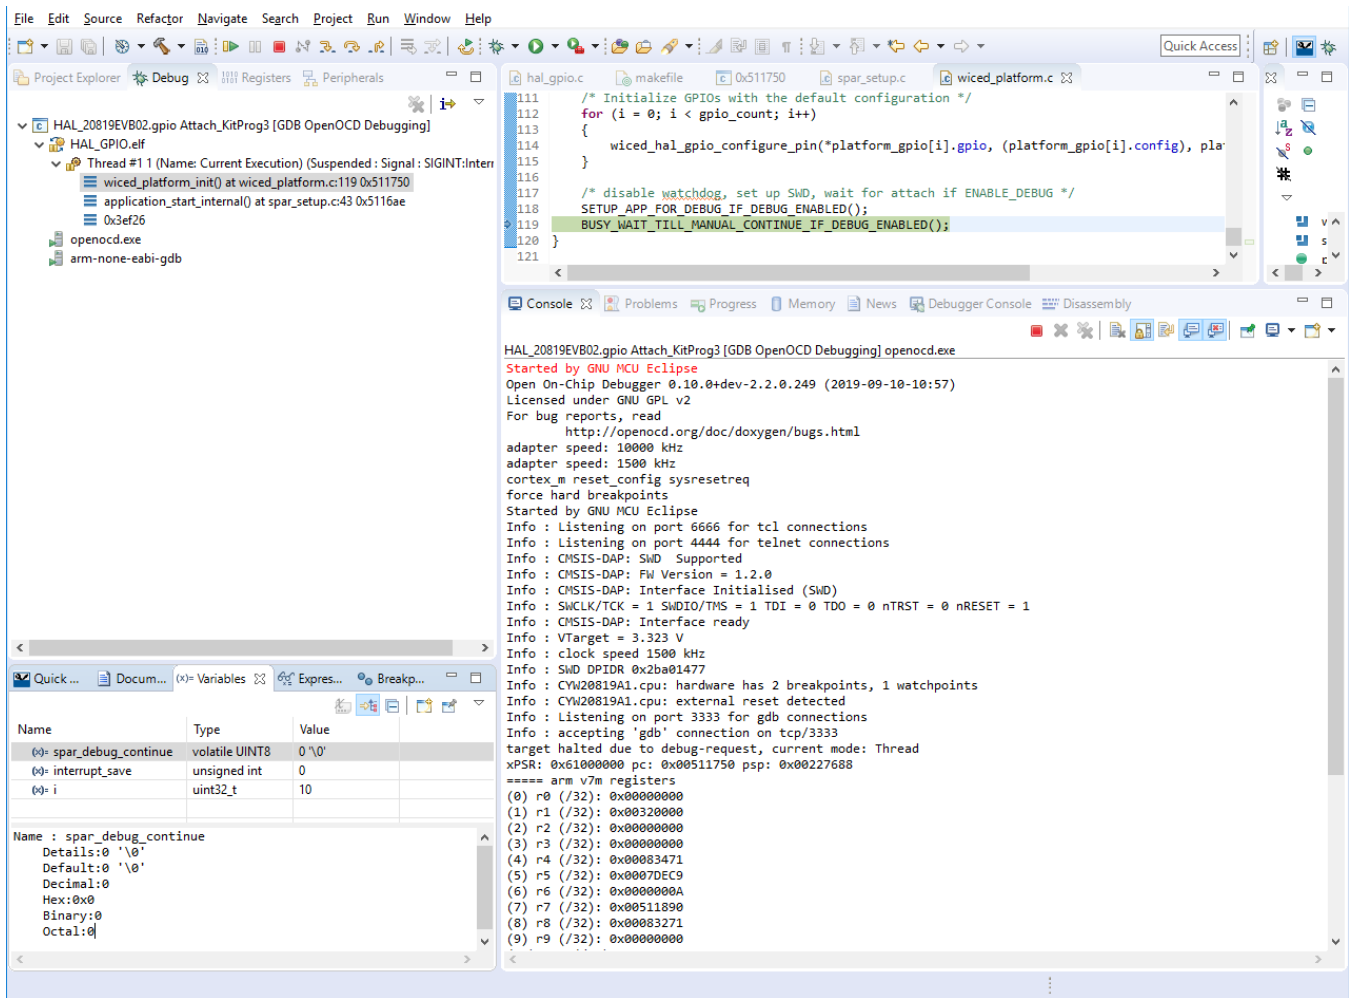 File Edit Source Refactor Navigate Search Project Run Window Help
Quick Access
Project Explorer Debug Registers Peripherals
HAL_20819EVB02.gpio Attach_KitProg3 [GDB OpenOCD Debugging]
HAL_GPIO.elf
Thread #1 1 (Name: Current Execution) (Suspended : Signal : SIGINT:Interr
wiced_platform_init() at wiced_platform.c:119 0x511750
application_start_internal() at spar_setup.c:43 0x5116ae
0x3ef26
openocd.exe
arm-none-eabi-gdb
hal_gpio.c makefile 0x511750 spar_setup.c wiced_platform.c
111 /* Initialize GPIOs with the default configuration */
112 for (i = 0; i < gpio_count; i++)
113 {
114 wiced_hal_gpio_configure_pin(*platform_gpio[i].gpio, (platform_gpio[i].config), pla
115 }
116
117 /* disable watchdog, set up SWD, wait for attach if ENABLE_DEBUG */
118 SETUP_APP_FOR_DEBUG_IF_DEBUG_ENABLED();
119 BUSY_WAIT_TILL_MANUAL_CONTINUE_IF_DEBUG_ENABLED();
120 }
121
v
s
Console Problems Progress Memory News Debugger Console Disassembly
HAL_20819EVB02.gpio Attach_KitProg3 [GDB OpenOCD Debugging] openocd.exe
Started by GNU MCU Eclipse
Open On-Chip Debugger 0.10.0+dev-2.2.0.249 (2019-09-10-10:57)
Licensed under GNU GPL v2
For bug reports, read
http://openocd.org/doc/doxygen/bugs.html
adapter speed: 10000 kHz
adapter speed: 1500 kHz
cortex_m reset_config sysresetreq
force hard breakpoints
Started by GNU MCU Eclipse
Info : Listening on port 6666 for tcl connections
Info : Listening on port 4444 for telnet connections
Info : CMSIS-DAP: SWD  Supported
Info : CMSIS-DAP: FW Version = 1.2.0
Info : CMSIS-DAP: Interface Initialised (SWD)
Info : SWCLK/TCK = 1 SWDIO/TMS = 1 TDI = 0 TDO = 0 nTRST = 0 nRESET = 1
Info : CMSIS-DAP: Interface ready
Info : VTarget = 3.323 V
Info : clock speed 1500 kHz
Info : SWD DPIDR 0x2ba01477
Info : CYW20819A1.cpu: hardware has 2 breakpoints, 1 watchpoints
Info : CYW20819A1.cpu: external reset detected
Info : Listening on port 3333 for gdb connections
Info : accepting 'gdb' connection on tcp/3333
target halted due to debug-request, current mode: Thread
xPSR: 0x61000000 pc: 0x00511750 psp: 0x00227688
===== arm v7m registers
(0) r0 (/32): 0x00000000
(1) r1 (/32): 0x00320000
(2) r2 (/32): 0x00000000
(3) r3 (/32): 0x00000000
(4) r4 (/32): 0x00083471
(5) r5 (/32): 0x0007DEC9
(6) r6 (/32): 0x0000000A
(7) r7 (/32): 0x00511890
(8) r8 (/32): 0x00083271
(9) r9 (/32): 0x00000000
Quick ... Docum... (x)= Variables Expres... Breakp...
Name Type Value
(x)= spar_debug_continue volatile UINT8 0 '\0'
(x)= interrupt_save unsigned int 0
(x)= i uint32_t 10
Name : spar_debug_continue
Details:0 '\0'
Default:0 '\0'
Decimal:0
Hex:0x0
Binary:0
Octal:0